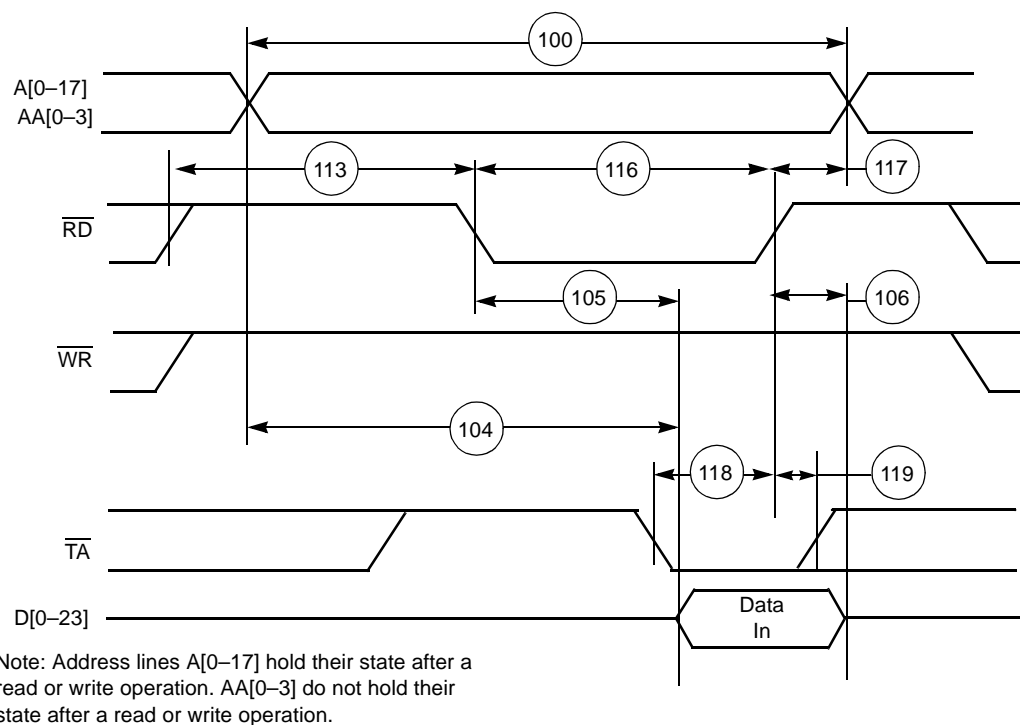 100
A[0–17]
AA[0–3]
113
116
117
RD
105
106
WR
104
118
119
TA
D[0–23]
Data
In
Note: Address lines A[0–17] hold their state after a
read or write operation. AA[0–3] do not hold their
state after a read or write operation.